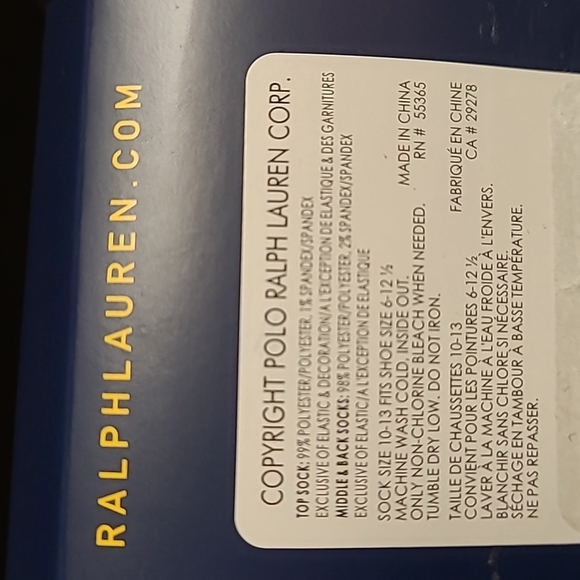 RALPHLAUREN.COM
COPYRIGHT POLO RALPH LAUREN CORP.
TOP SOCK: 99% POLYESTER/POLYESTER, 1% SPANDEX/SPANDEX
EXCLUSIVE OF ELASTIC & DECORATION/A L'EXCEPTION DE ELASTIQUE & DES GARNITURES
MIDDLE & BACK SOCKS: 98% POLYESTER/POLYESTER, 2% SPANDEX/SPANDEX
EXCLUSIVE OF ELASTIC/A L'EXCEPTION DE ELASTIQUE
SOCK SIZE 10-13 FITS SHOE SIZE 6-12 ½
MACHINE WASH COLD, INSIDE OUT. MADE IN CHINA
ONLY NON-CHLORINE BLEACH WHEN NEEDED. RN # 55365
TUMBLE DRY LOW. DO NOT IRON.
TAILLE DE CHAUSSETTES 10-13 FABRIQUÉ EN CHINE
CONVIENT POUR LES POINTURES 6-12 ½ CA # 29278
LAVER À LA MACHINE À L'EAU FROIDE À L'ENVERS.
BLANCHIR SANS CHLORE SI NÉCESSAIRE.
SÉCHAGE EN TAMBOUR À BASSE TEMPÉRATURE.
NE PAS REPASSER.